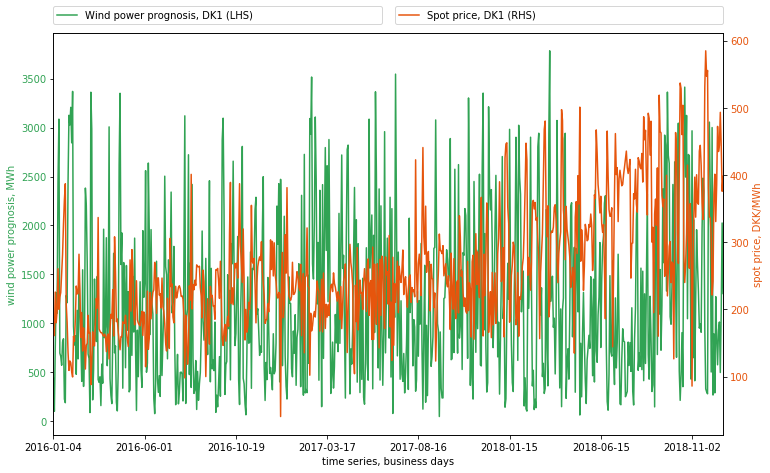 Wind power prognosis, DK1 (LHS) Spot price, DK1 (RHS)
wind power prognosis, MWh
3500
3000
2500
2000
1500
1000
500
0
600
500
400
300
200
100
spot price, DKK/MWh
2016-01-04 2016-06-01 2016-10-19 2017-03-17 2017-08-16 2018-01-15 2018-06-15 2018-11-02
time series, business days